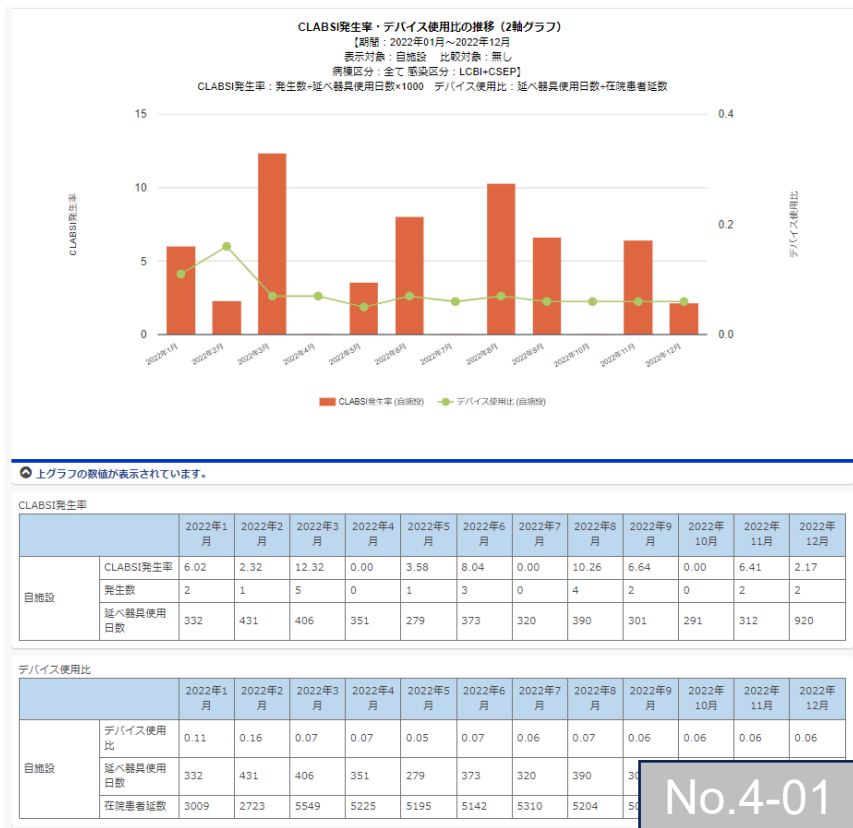 CLABSI発生率・デバイス使用比の推移（2軸グラフ）
【期間：2022年01月～2022年12月
表示対象：自施設　比較対象：無し
病棟区分：全て 感染区分：LCBI+CSEP】
CLABSI発生率：発生数÷延べ器具使用日数×1000　デバイス使用比：延べ器具使用日数÷在院患者延数
15
10
5
0
CLABSI発生率
0.4
0.2
0.0
デバイス使用比
2022年1月 2022年2月 2022年3月 2022年4月 2022年5月 2022年6月 2022年7月 2022年8月 2022年9月 2022年10月 2022年11月 2022年12月
CLABSI発生率 (自施設) デバイス使用比 (自施設)
上グラフの数値が表示されています。
CLABSI発生率
2022年1月 2022年2月 2022年3月 2022年4月 2022年5月 2022年6月 2022年7月 2022年8月 2022年9月 2022年10月 2022年11月 2022年12月
自施設
CLABSI発生率 6.02 2.32 12.32 0.00 3.58 8.04 0.00 10.26 6.64 0.00 6.41 2.17
発生数 2 1 5 0 1 3 0 4 2 0 2 2
延べ器具使用日数 332 431 406 351 279 373 320 390 301 291 312 920
デバイス使用比
2022年1月 2022年2月 2022年3月 2022年4月 2022年5月 2022年6月 2022年7月 2022年8月 2022年9月 2022年10月 2022年11月 2022年12月
自施設
デバイス使用比 0.11 0.16 0.07 0.07 0.05 0.07 0.06 0.07 0.06 0.06 0.06 0.06
延べ器具使用日数 332 431 406 351 279 373 320 390
在院患者延数 3009 2723 5549 5225 5195 5142 5310 5204
No.4-01